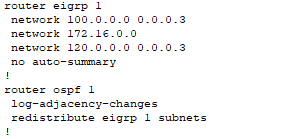 router eigrp 1
network 100.0.0.0 0.0.0.3
network 172.16.0.0
network 120.0.0.0 0.0.0.3
no auto-summary
!
router ospf 1
log-adjacency-changes
redistribute eigrp 1 subnets
!